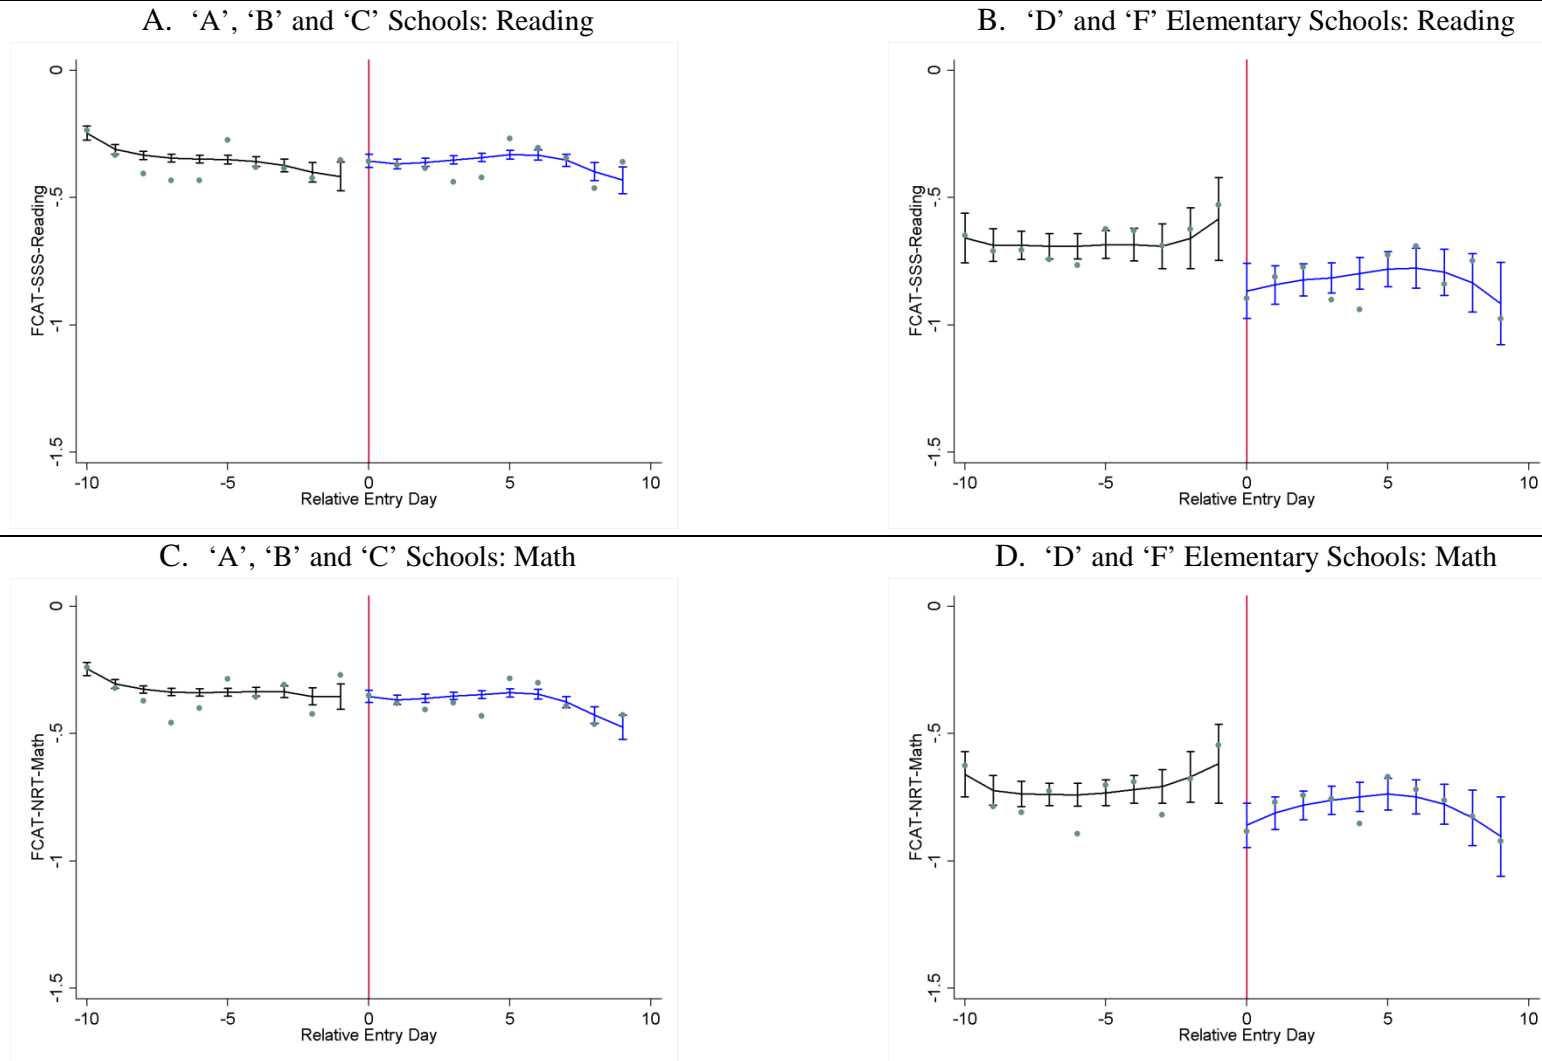 A. ‘A’, ‘B’ and ‘C’ Schools: Reading
0
-.5
-1
-1.5
FCAT-SSS-Reading
-10 -5 0 5 10
Relative Entry Day
B. ‘D’ and ‘F’ Elementary Schools: Reading
0
-.5
-1
-1.5
FCAT-SSS-Reading
-10 -5 0 5 10
Relative Entry Day
C. ‘A’, ‘B’ and ‘C’ Schools: Math
0
-.5
-1
-1.5
FCAT-NRT-Math
-10 -5 0 5 10
Relative Entry Day
D. ‘D’ and ‘F’ Elementary Schools: Math
0
-.5
-1
-1.5
FCAT-NRT-Math
-10 -5 0 5 10
Relative Entry Day